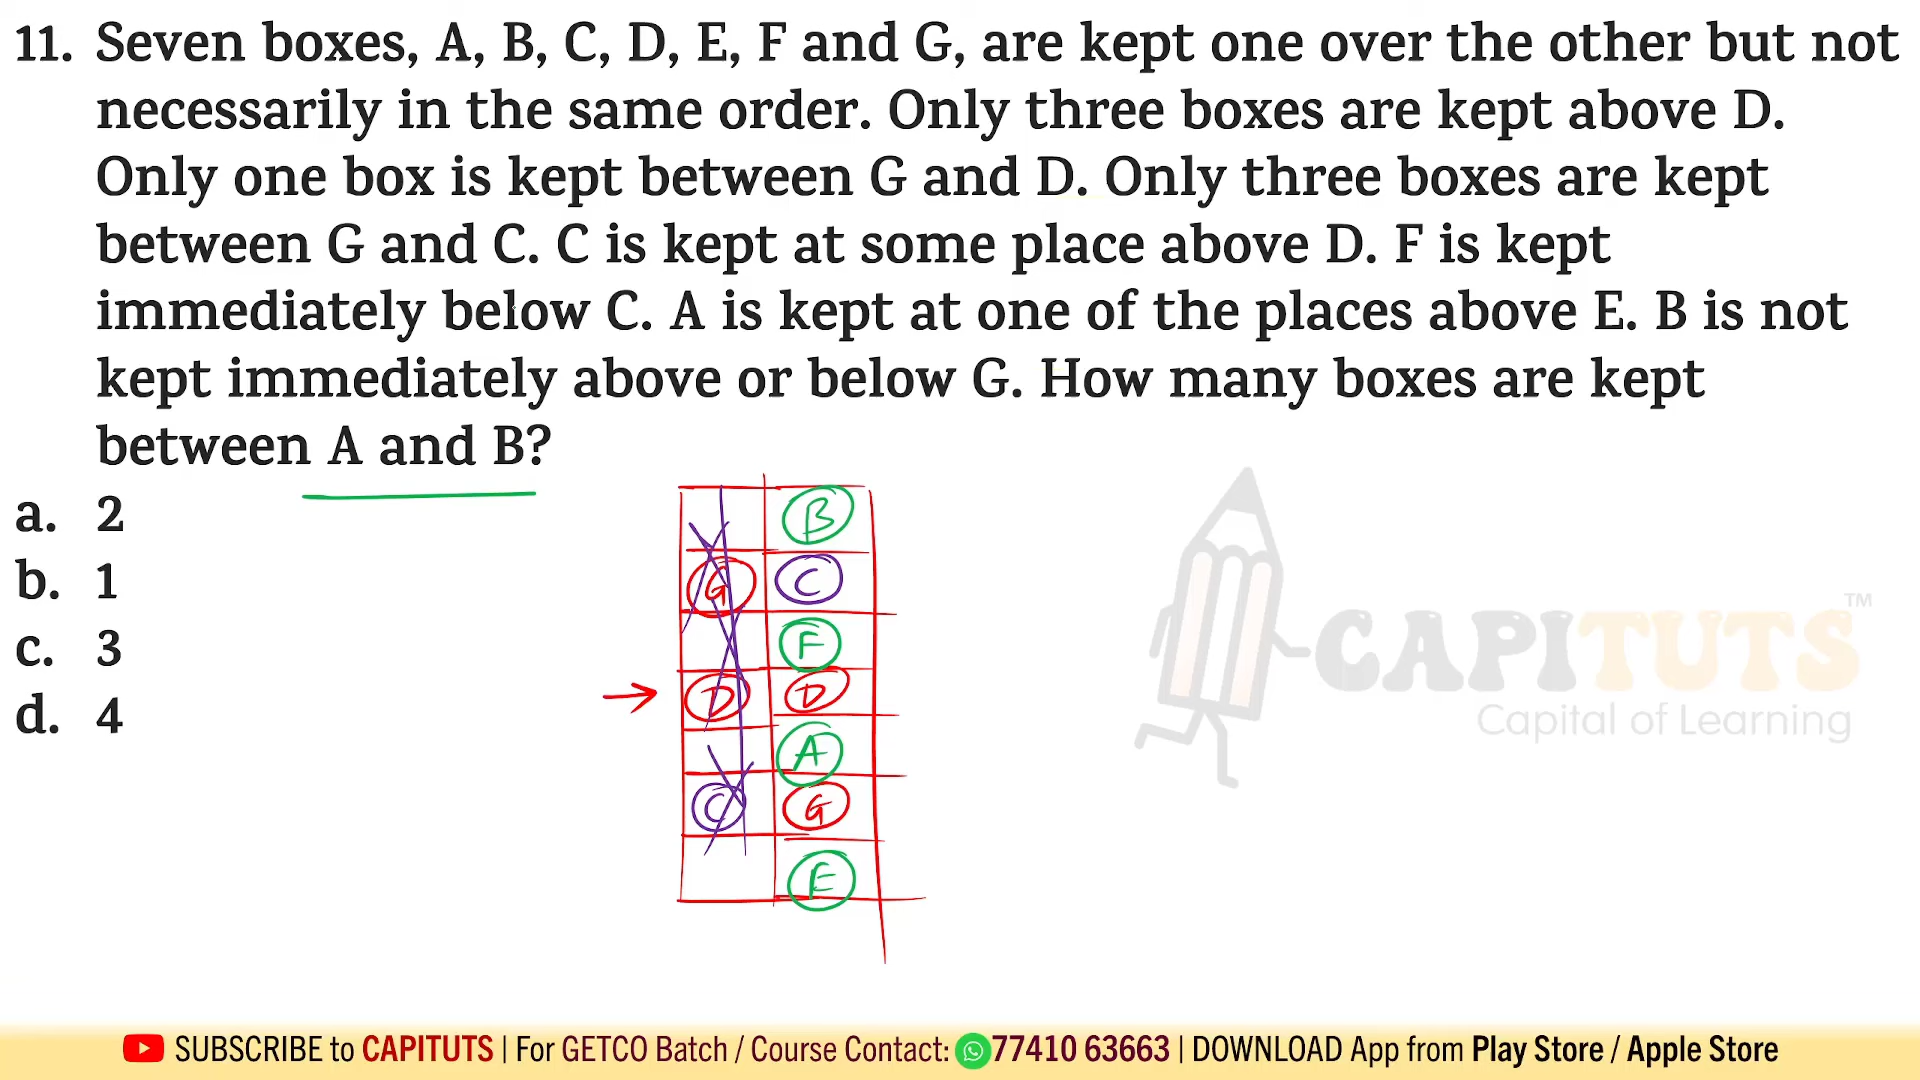 11. Seven boxes, A, B, C, D, E, F and G, are kept one over the other but not
necessarily in the same order. Only three boxes are kept above D.
Only one box is kept between G and D. Only three boxes are kept
between G and C. C is kept at some place above D. F is kept
immediately below C. A is kept at one of the places above E. B is not
kept immediately above or below G. How many boxes are kept
between A and B?
a. 2
b. 1
c. 3
d. 4
B
G C
F
D D
A
C G
E
CAPITUTS™
Capital of Learning
SUBSCRIBE to CAPITUTS | For GETCO Batch / Course Contact: 77410 63663 | DOWNLOAD App from Play Store / Apple Store